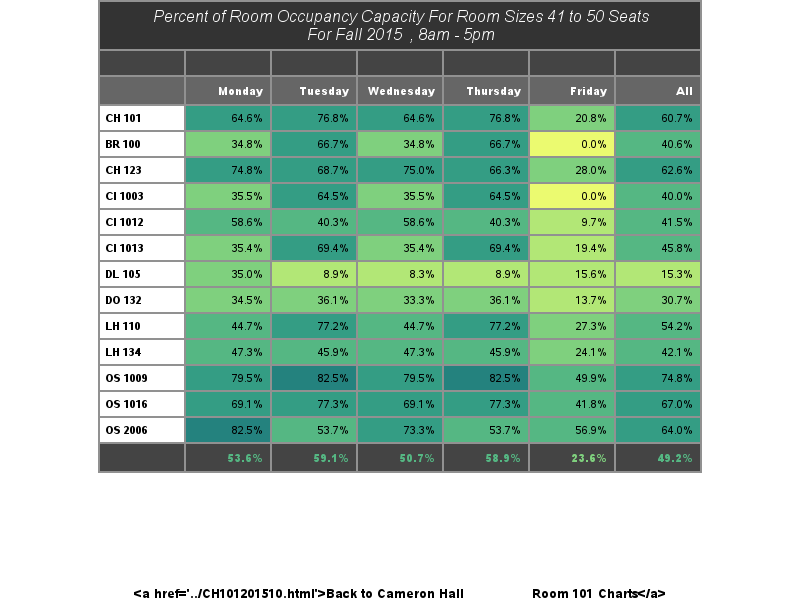 Percent of Room Occupancy Capacity For Room Sizes 41 to 50 Seats
For Fall 2015 , 8am - 5pm
Monday Tuesday Wednesday Thursday Friday All
CH 101 64.6% 76.8% 64.6% 76.8% 20.8% 60.7%
BR 100 34.8% 66.7% 34.8% 66.7% 0.0% 40.6%
CH 123 74.8% 68.7% 75.0% 66.3% 28.0% 62.6%
CI 1003 35.5% 64.5% 35.5% 64.5% 0.0% 40.0%
CI 1012 58.6% 40.3% 58.6% 40.3% 9.7% 41.5%
CI 1013 35.4% 69.4% 35.4% 69.4% 19.4% 45.8%
DL 105 35.0% 8.9% 8.3% 8.9% 15.6% 15.3%
DO 132 34.5% 36.1% 33.3% 36.1% 13.7% 30.7%
LH 110 44.7% 77.2% 44.7% 77.2% 27.3% 54.2%
LH 134 47.3% 45.9% 47.3% 45.9% 24.1% 42.1%
OS 1009 79.5% 82.5% 79.5% 82.5% 49.9% 74.8%
OS 1016 69.1% 77.3% 69.1% 77.3% 41.8% 67.0%
OS 2006 82.5% 53.7% 73.3% 53.7% 56.9% 64.0%
53.6% 59.1% 50.7% 58.9% 23.6% 49.2%
<a href='../CH101201510.html'>Back to Cameron Hall Room 101 Charts</a>